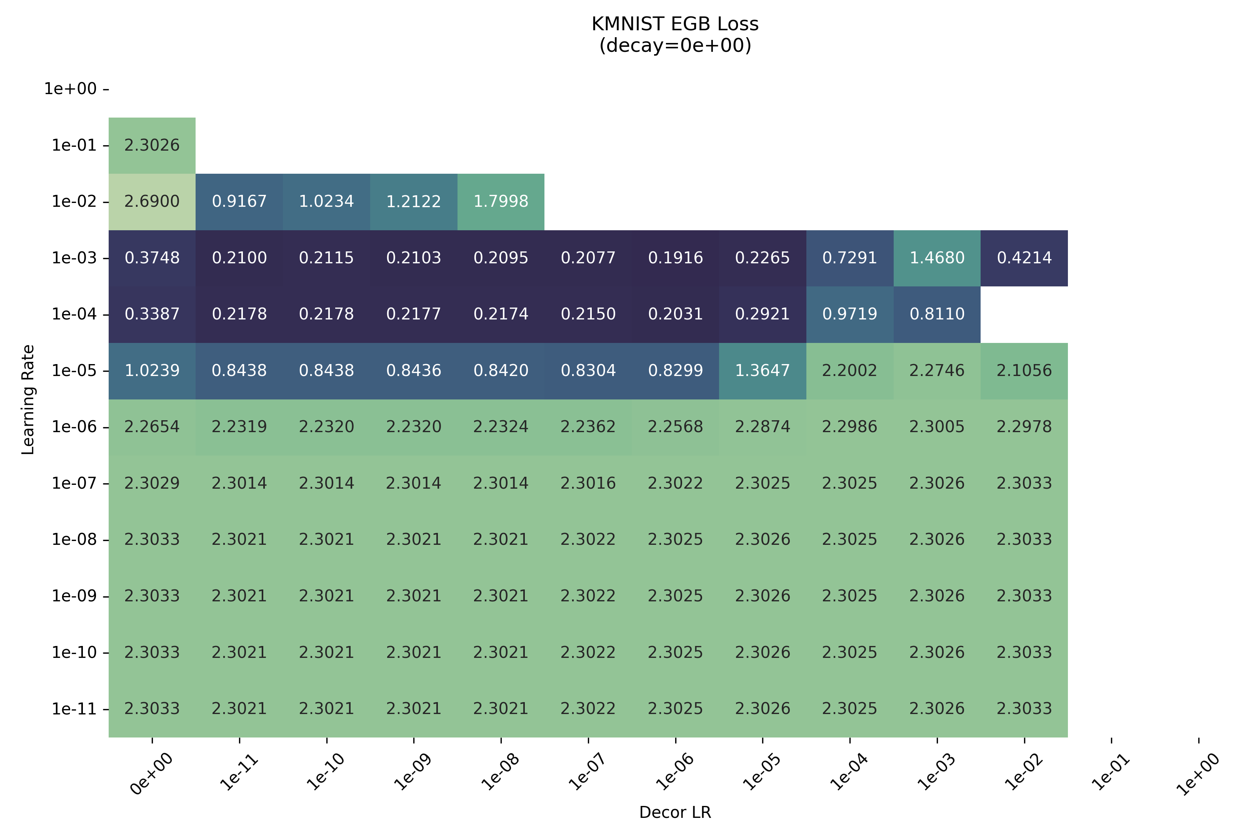 KMNIST EGB Loss
(decay=0e+00)
Learning Rate
1e+00
1e-01 2.3026
1e-02 2.6900 0.9167 1.0234 1.2122 1.7998
1e-03 0.3748 0.2100 0.2115 0.2103 0.2095 0.2077 0.1916 0.2265 0.7291 1.4680 0.4214
1e-04 0.3387 0.2178 0.2178 0.2177 0.2174 0.2150 0.2031 0.2921 0.9719 0.8110
1e-05 1.0239 0.8438 0.8438 0.8436 0.8420 0.8304 0.8299 1.3647 2.2002 2.2746 2.1056
1e-06 2.2654 2.2319 2.2320 2.2320 2.2324 2.2362 2.2568 2.2874 2.2986 2.3005 2.2978
1e-07 2.3029 2.3014 2.3014 2.3014 2.3014 2.3016 2.3022 2.3025 2.3025 2.3026 2.3033
1e-08 2.3033 2.3021 2.3021 2.3021 2.3021 2.3022 2.3025 2.3026 2.3025 2.3026 2.3033
1e-09 2.3033 2.3021 2.3021 2.3021 2.3021 2.3022 2.3025 2.3026 2.3025 2.3026 2.3033
1e-10 2.3033 2.3021 2.3021 2.3021 2.3021 2.3022 2.3025 2.3026 2.3025 2.3026 2.3033
1e-11 2.3033 2.3021 2.3021 2.3021 2.3021 2.3022 2.3025 2.3026 2.3025 2.3026 2.3033
0e+00 1e-11 1e-10 1e-09 1e-08 1e-07 1e-06 1e-05 1e-04 1e-03 1e-02 1e-01 1e+00
Decor LR